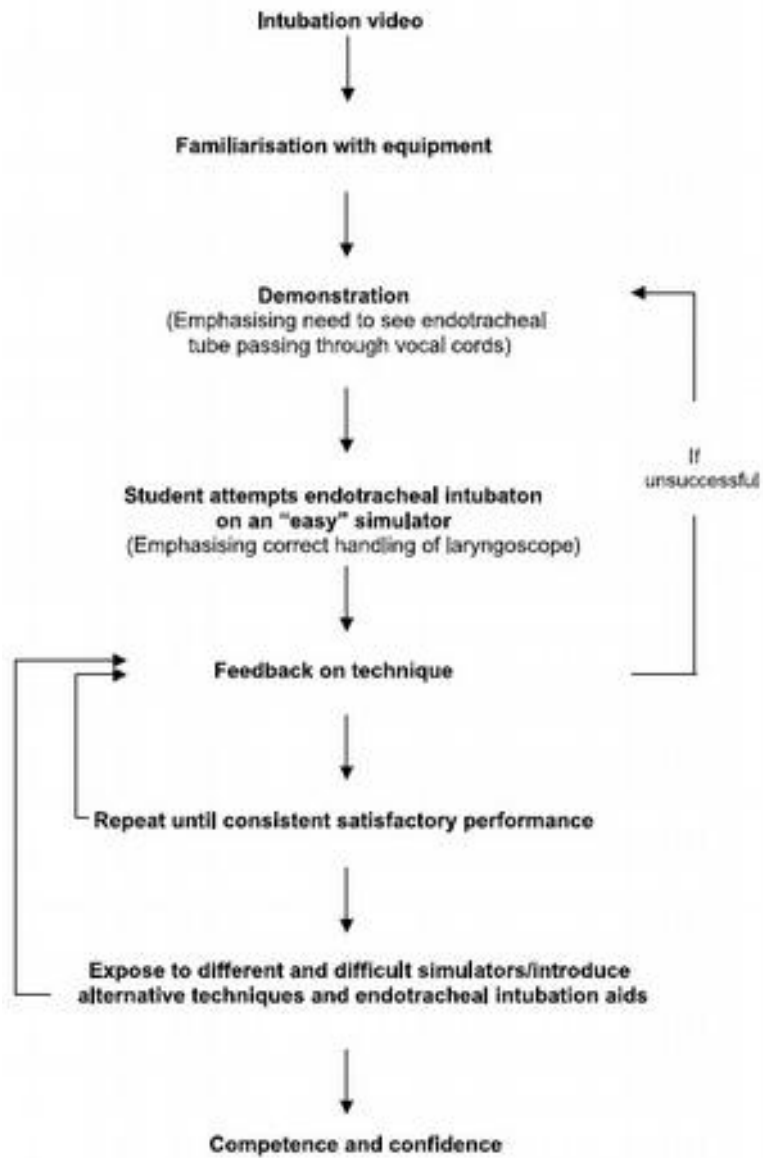 Intubation video
Familiarisation with equipment
Demonstration
(Emphasising need to see endotracheal
tube passing through vocal cords)
If
unsuccessful
Student attempts endotracheal intubaton
on an “easy” simulator
(Emphasising correct handling of laryngoscope)
Feedback on technique
Repeat until consistent satisfactory performance
Expose to different and difficult simulators/introduce
alternative techniques and endotracheal intubation aids
Competence and confidence